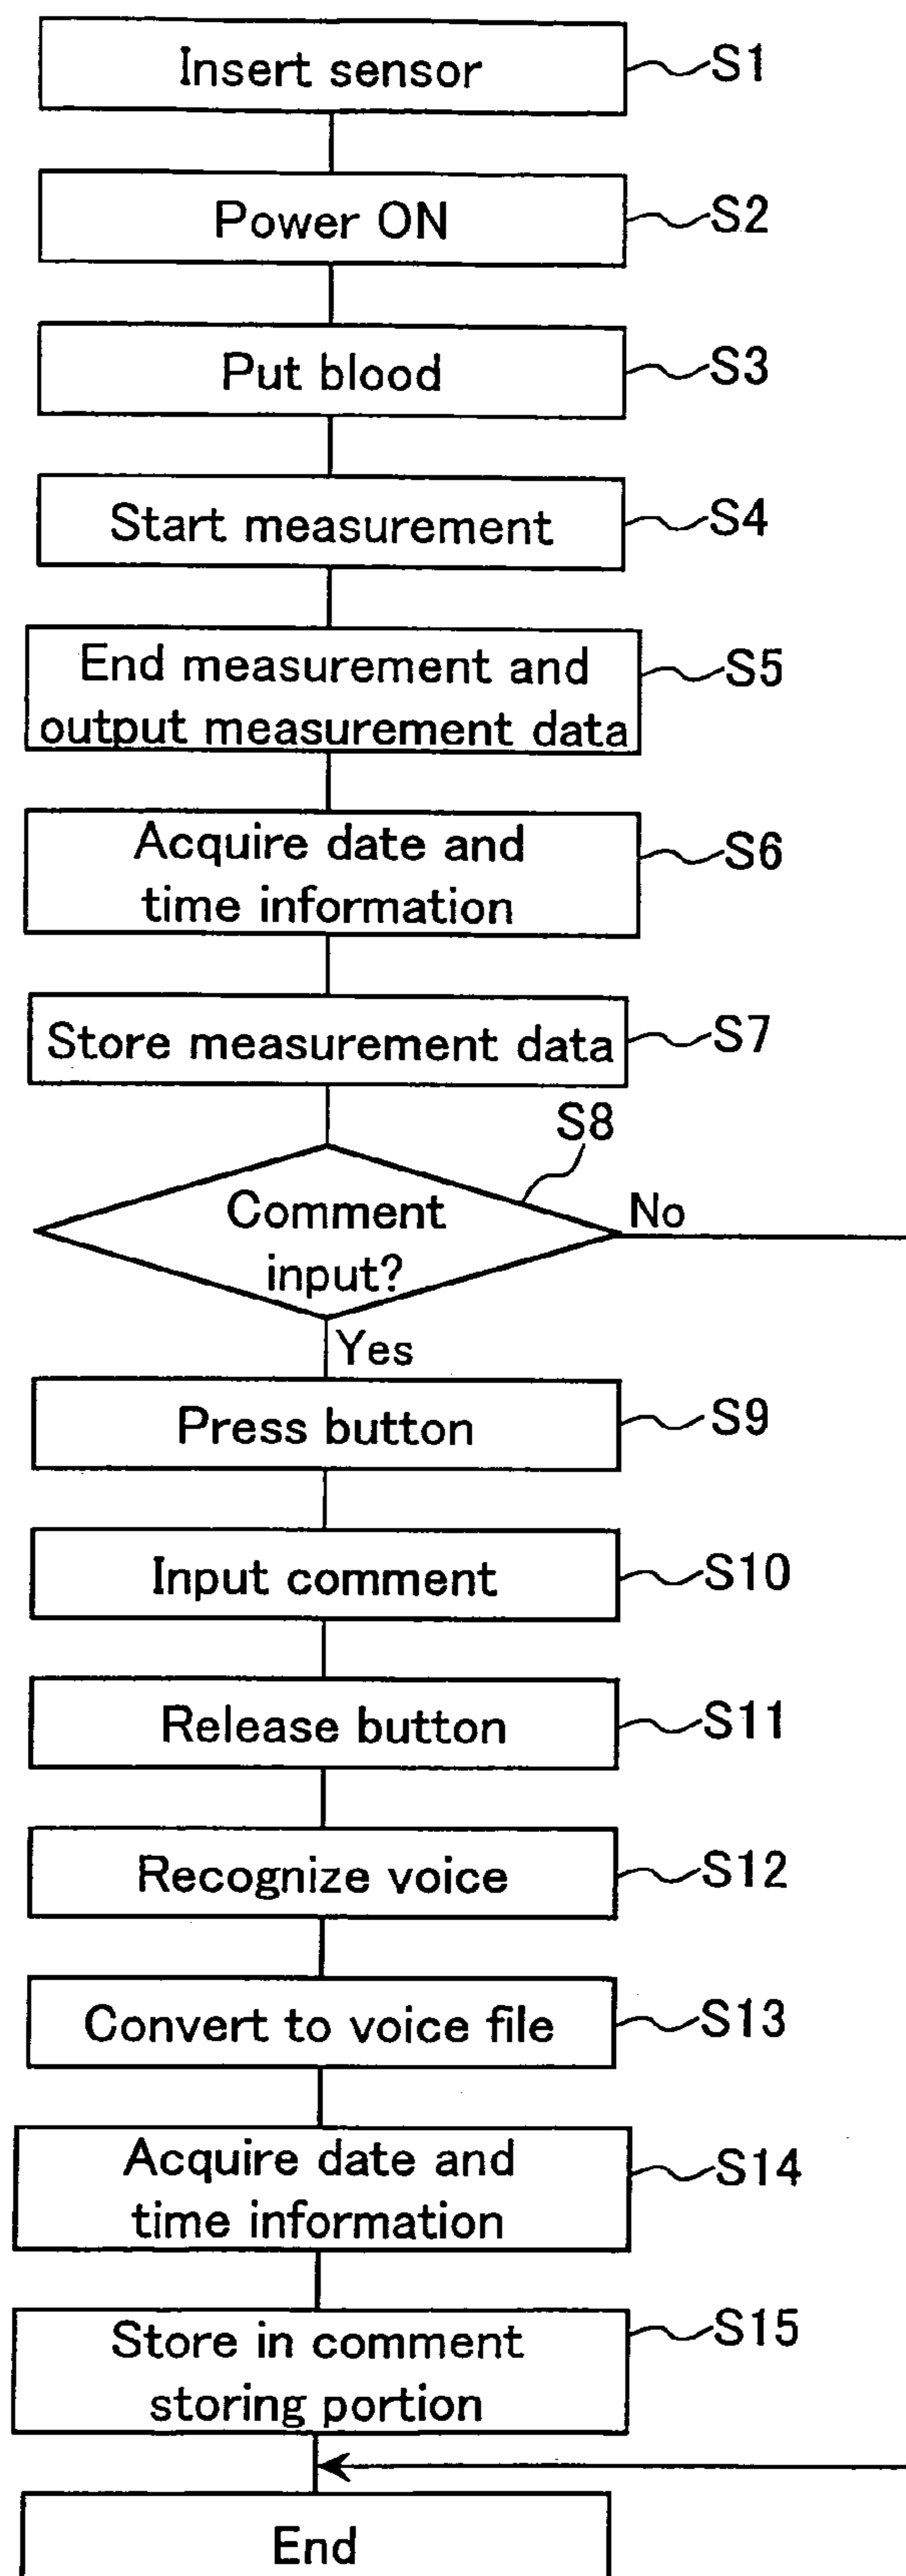 Insert sensor
S1
Power ON
S2
Put blood
S3
Start measurement
S4
End measurement and
output measurement data
S5
Acquire date and
time information
S6
Store measurement data
S7
S8
Comment
input?
No
Yes
Press button
S9
Input comment
S10
Release button
S11
Recognize voice
S12
Convert to voice file
S13
Acquire date and
time information
S14
Store in comment
storing portion
S15
End